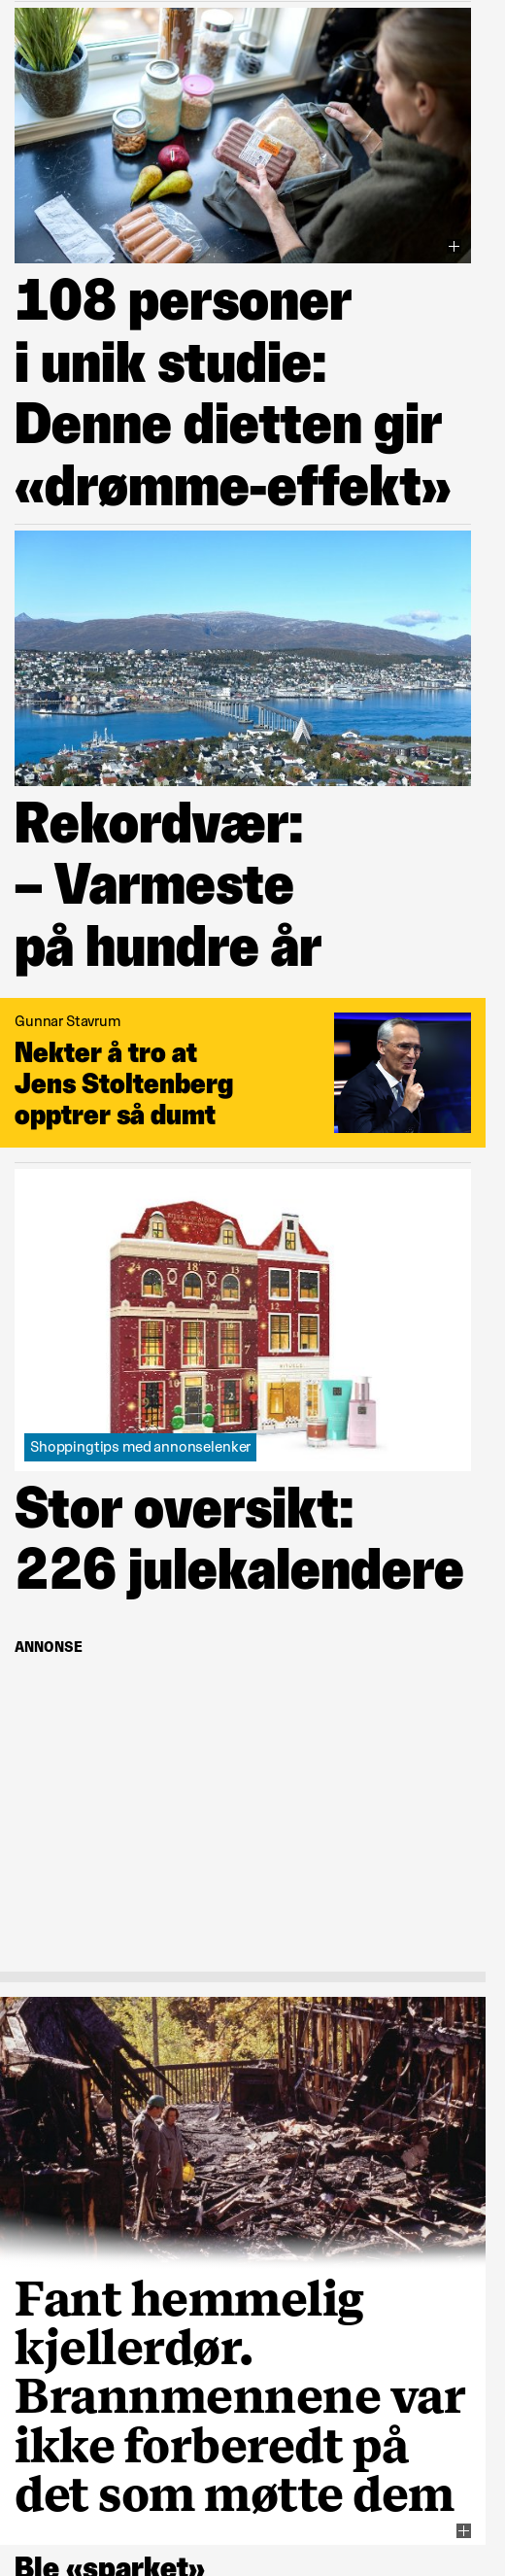 108 personer
i unik studie:
Denne dietten gir
«drømme-effekt»
Rekordvær:
– Varmeste
på hundre år
Gunnar Stavrum
Nekter å tro at
Jens Stoltenberg
opptrer så dumt
Shoppingtips med annonselenker
Stor oversikt:
226 julekalendere
ANNONSE
Fant hemmelig
kjellerdør.
Brannmennene var
ikke forberedt på
det som møtte dem
Ble «sparket»